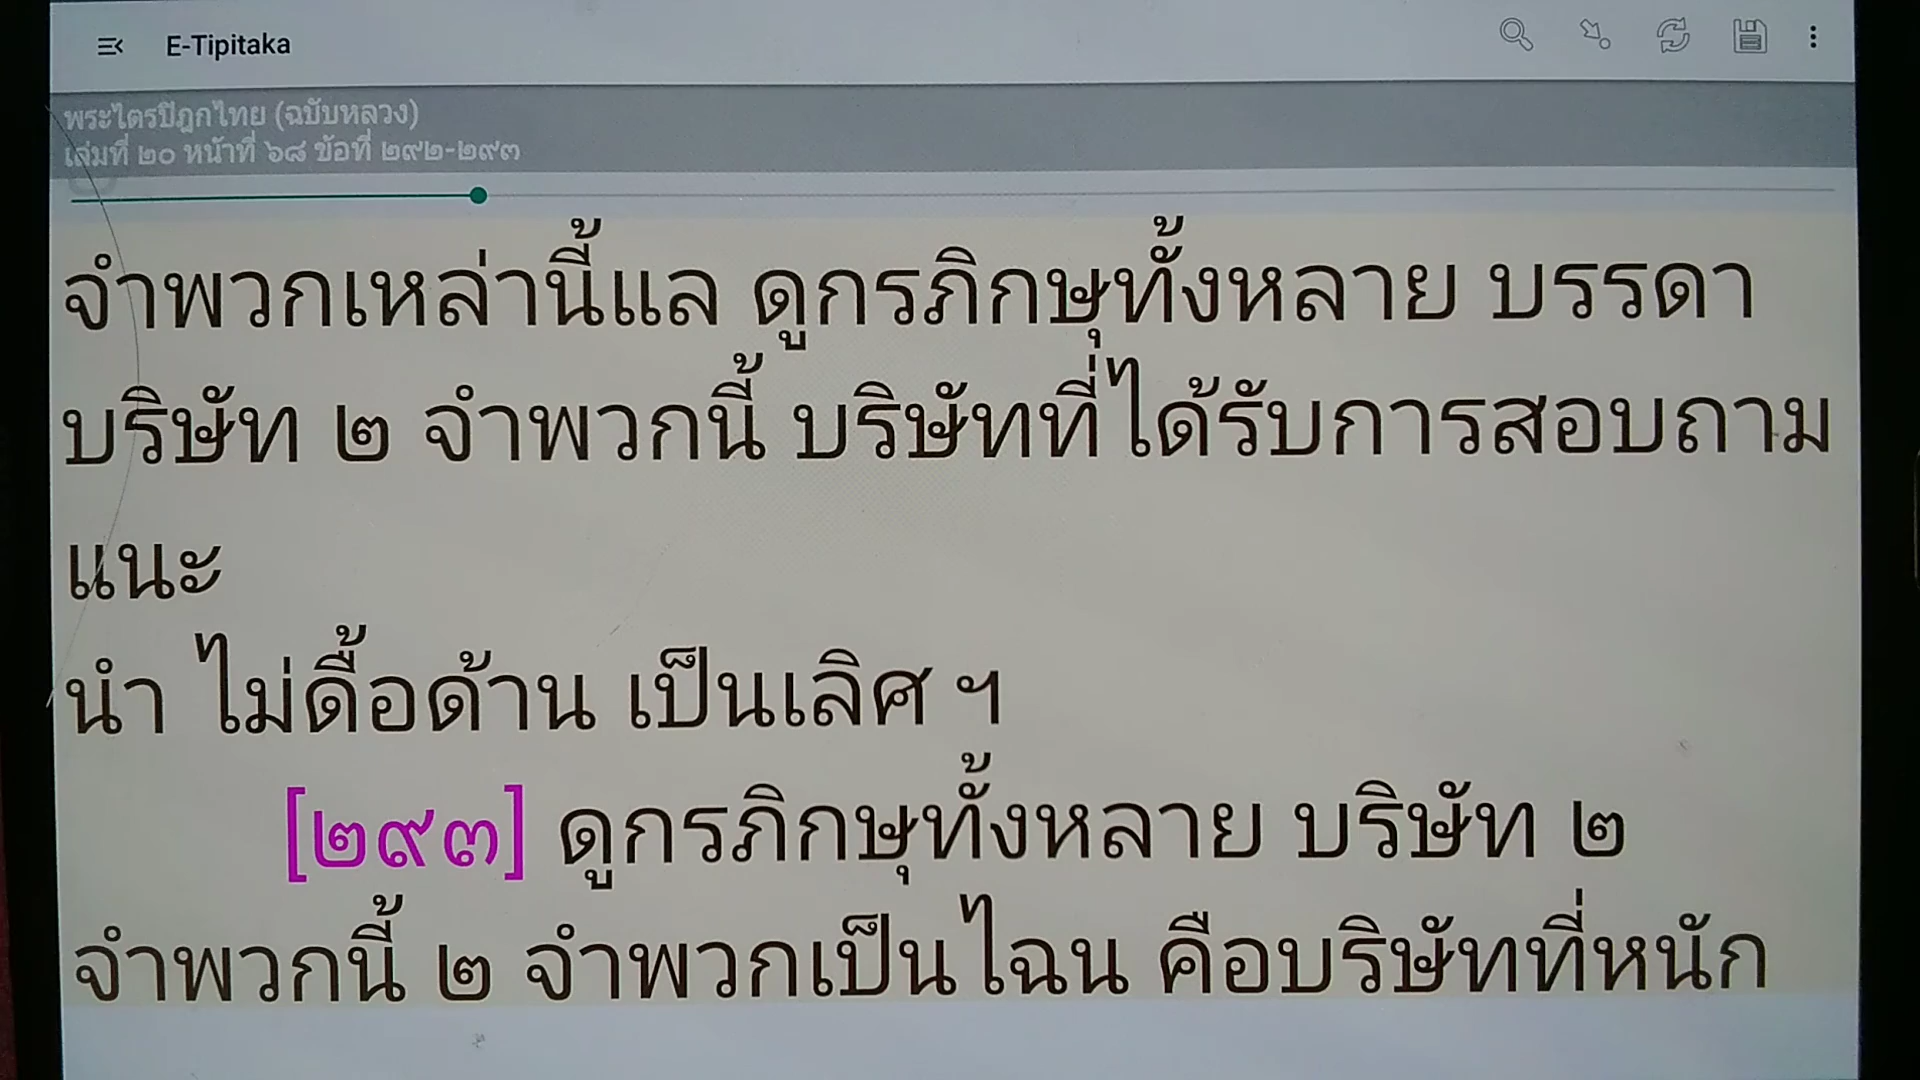 E-Tipitaka
พระไตรปิฎกไทย (ฉบับหลวง)
เล่มที่ ๒๐ หน้าที่ ๖๘ ข้อที่ ๒๙๒-๒๙๓
จำพวกเหล่านี้แล ดูกรภิกษุทั้งหลาย บรรดา
บริษัท ๒ จำพวกนี้ บริษัทที่ได้รับการสอบถาม
แนะ
นำ ไม่ดื้อด้าน เป็นเลิศ ฯ
[๒๙๓] ดูกรภิกษุทั้งหลาย บริษัท ๒
จำพวกนี้ ๒ จำพวกเป็นไฉน คือบริษัทที่หนัก